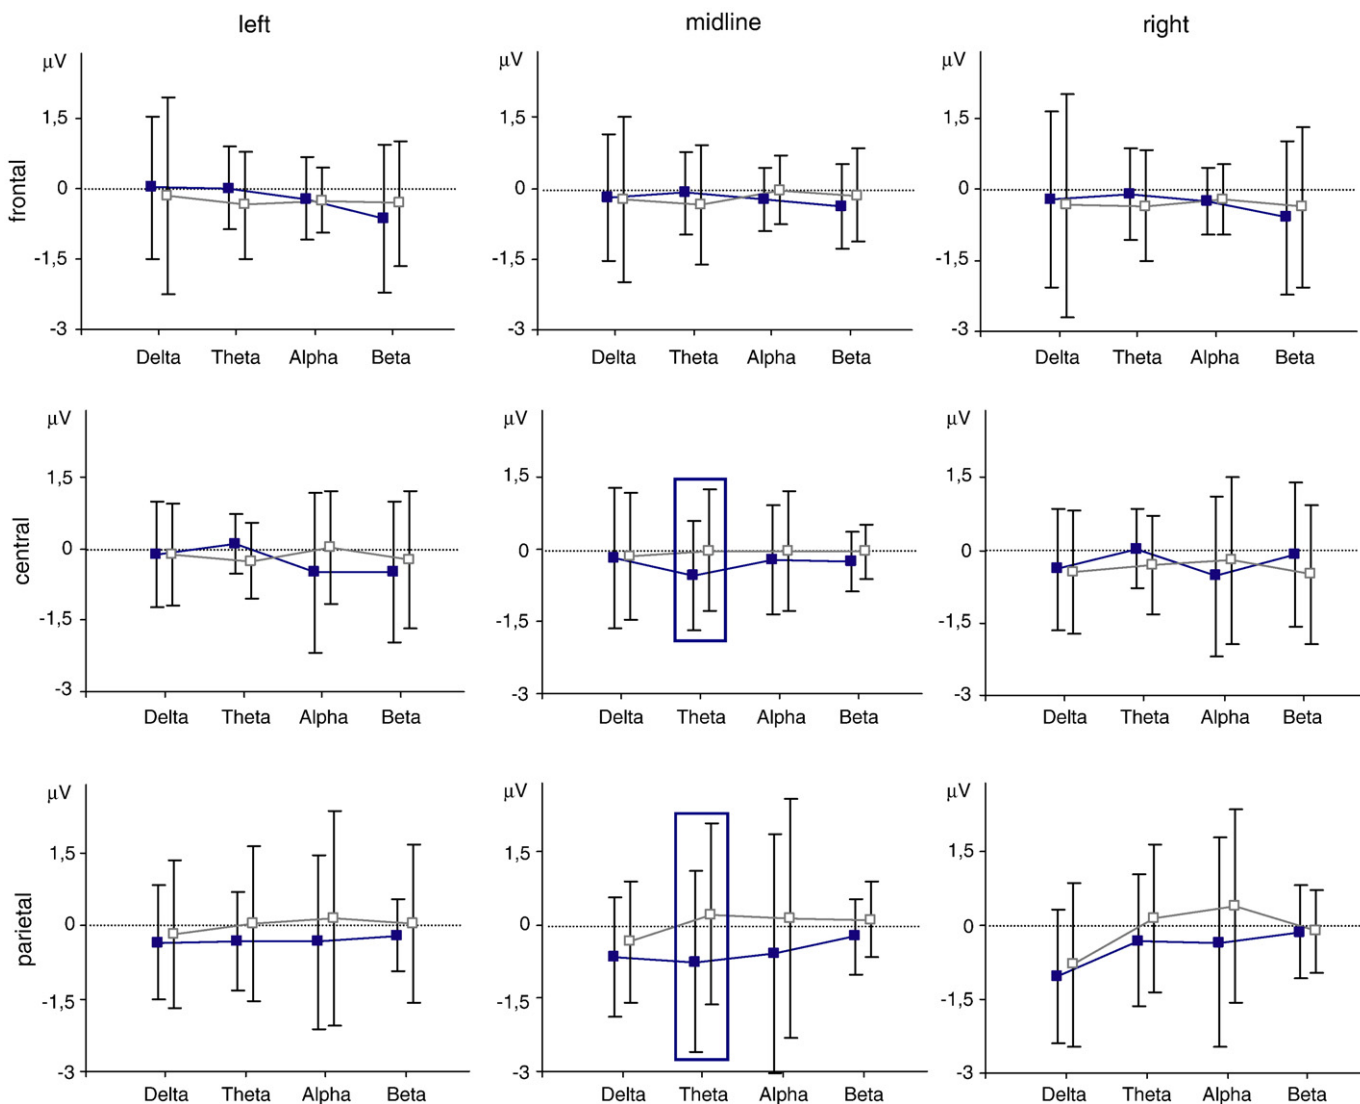 left midline right
frontal
μV μV μV
1,5 1,5 1,5
0 0 0
-1,5 -1,5 -1,5
-3 -3 -3
Delta Theta Alpha Beta Delta Theta Alpha Beta Delta Theta Alpha Beta
central
μV μV μV
1,5 1,5 1,5
0 0 0
-1,5 -1,5 -1,5
-3 -3 -3
Delta Theta Alpha Beta Delta Theta Alpha Beta Delta Theta Alpha Beta
parietal
μV μV μV
1,5 1,5 1,5
0 0 0
-1,5 -1,5 -1,5
-3 -3 -3
Delta Theta Alpha Beta Delta Theta Alpha Beta Delta Theta Alpha Beta